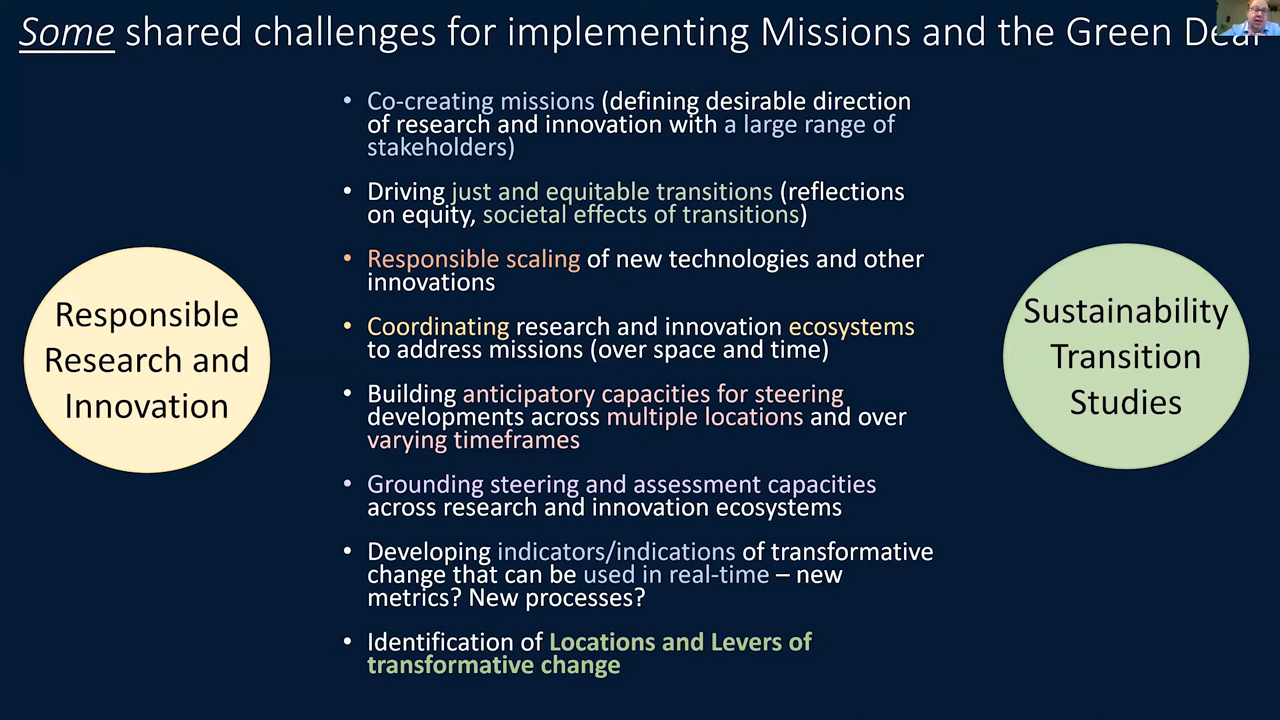 Some shared challenges for implementing Missions and the Green Deal
Co-creating missions (defining desirable direction
of research and innovation with a large range of
stakeholders)
Driving just and equitable transitions (reflections
on equity, societal effects of transitions)
Responsible scaling of new technologies and other
innovations
Coordinating research and innovation ecosystems
to address missions (over space and time)
Building anticipatory capacities for steering
developments across multiple locations and over
varying timeframes
Grounding steering and assessment capacities
across research and innovation ecosystems
Developing indicators/indications of transformative
change that can be used in real-time – new
metrics? New processes?
Identification of Locations and Levers of
transformative change
Responsible
Research and
Innovation
Sustainability
Transition
Studies